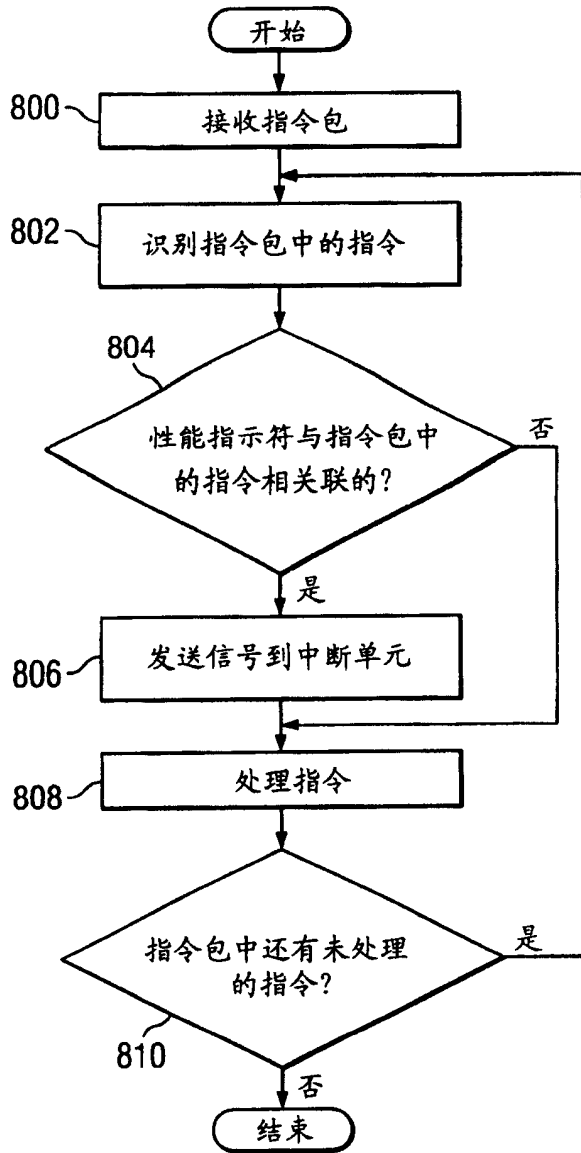 开始
800
接收指令包
802
识别指令包中的指令
804
性能指示符与指令包中
的指令相关联的?
否
是
806
发送信号到中断单元
808
处理指令
指令包中还有未处理
的指令?
是
810
否
结束